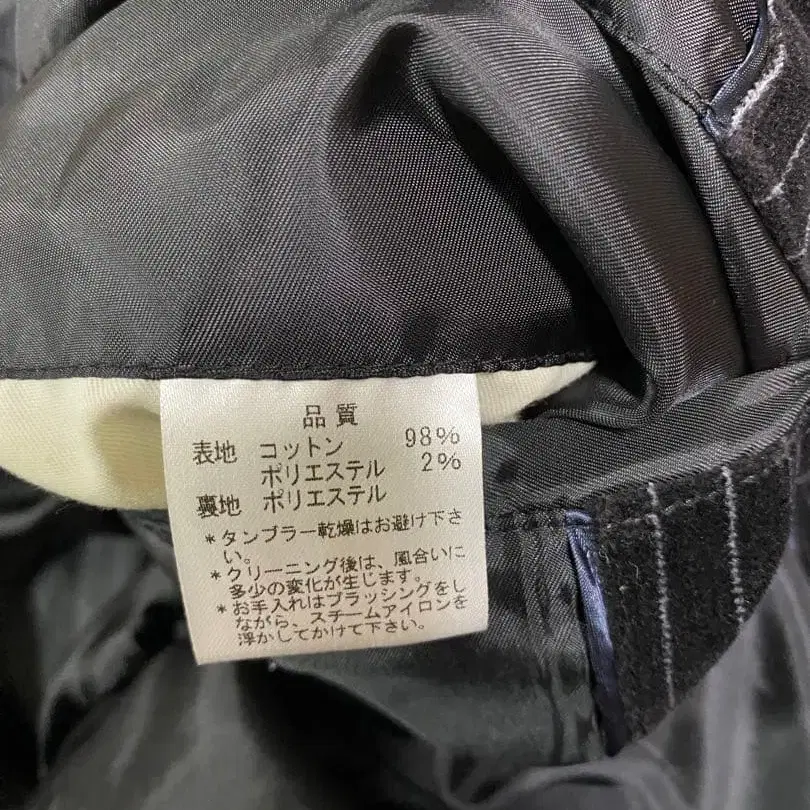 品質
表地 コットン 98%
ポリエステル 2%
裏地 ポリエステル
*タンブラー乾燥はお避け下さ
い。
*クリーニング後は、風合いに
多少の変化が生じます。
*お手入れはブラッシングをし
ながら、スチームアイロンを
浮かしてかけて下さい。